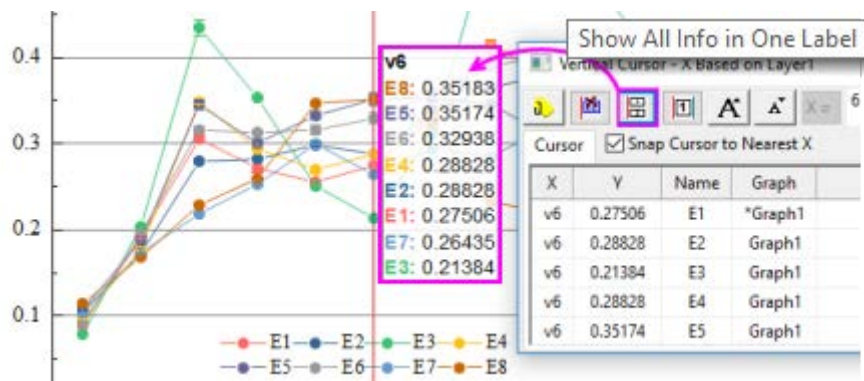 0.4
0.3
0.2
0.1
E1 E2 E3 E4
E5 E6 E7 E8
v6
E8: 0.35183
E5: 0.35174
E6: 0.32938
E4: 0.28828
E2: 0.28828
E1: 0.27506
E7: 0.26435
E3: 0.21384
Show All Info in One Label
Vertical Cursor - X Based on Layer1
1 A A X = 6
Cursor Snap Cursor to Nearest X
X Y Name Graph
v6 0.27506 E1 *Graph1
v6 0.28828 E2 Graph1
v6 0.21384 E3 Graph1
v6 0.28828 E4 Graph1
v6 0.35174 E5 Graph1